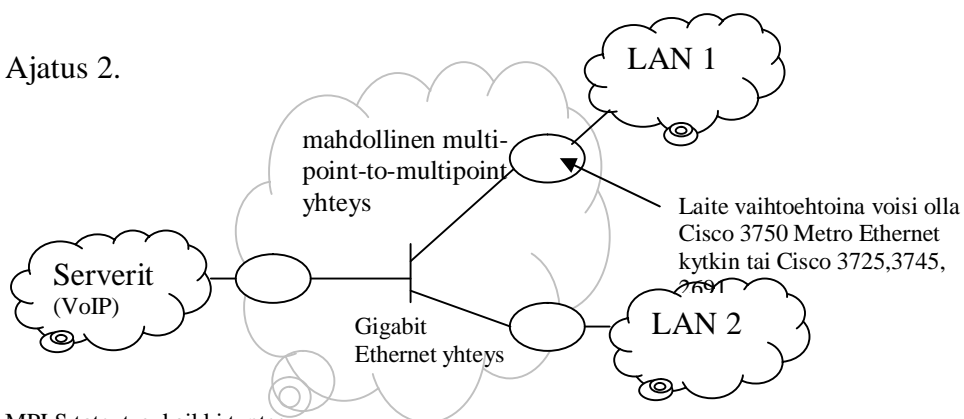 Ajatus 2.
LAN 1
mahdollinen multi-
point-to-multipoint
yhteys
Laite vaihtoehtoina voisi olla
Cisco 3750 Metro Ethernet
kytkin tai Cisco 3725,3745,
2691
Serverit
(VoIP)
LAN 2
Gigabit
Ethernet yhteys